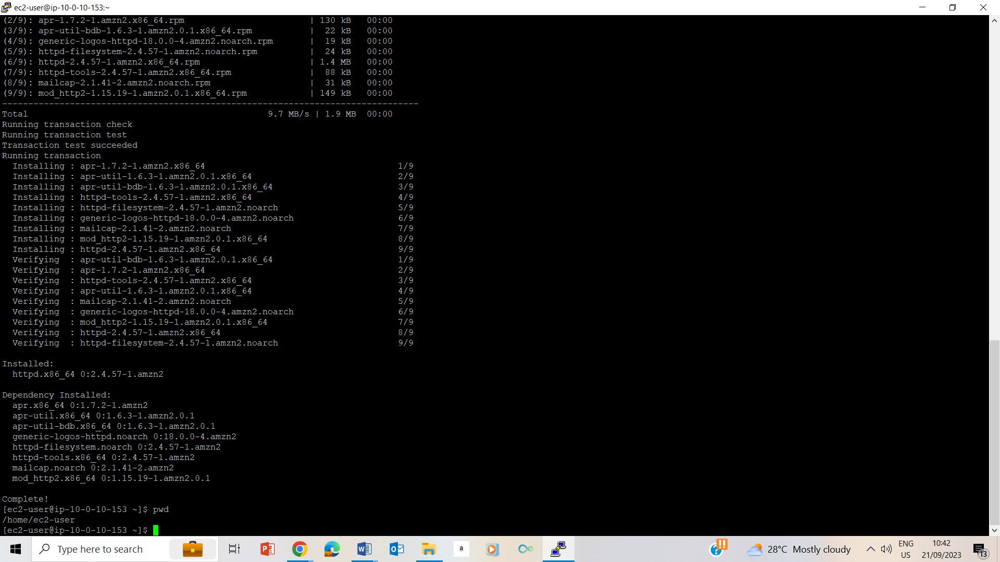 ec2-user@ip-10-0-10-153:~
(2/9): apr-1.7.2-1.amzn2.x86_64.rpm | 130 kB 00:00
(3/9): apr-util-bdb-1.6.3-1.amzn2.0.1.x86_64.rpm | 22 kB 00:00
(4/9): generic-logos-httpd-18.0.0-4.amzn2.noarch.rpm | 19 kB 00:00
(5/9): httpd-filesystem-2.4.57-1.amzn2.noarch.rpm | 24 kB 00:00
(6/9): httpd-2.4.57-1.amzn2.x86_64.rpm | 1.4 MB 00:00
(7/9): httpd-tools-2.4.57-1.amzn2.x86_64.rpm | 88 kB 00:00
(8/9): mailcap-2.1.41-2.amzn2.noarch.rpm | 31 kB 00:00
(9/9): mod_http2-1.15.19-1.amzn2.0.1.x86_64.rpm | 149 kB 00:00
--------------------------------------------------------------------------------
Total 9.7 MB/s | 1.9 MB 00:00
Running transaction check
Running transaction test
Transaction test succeeded
Running transaction
Installing : apr-1.7.2-1.amzn2.x86_64 1/9
Installing : apr-util-1.6.3-1.amzn2.0.1.x86_64 2/9
Installing : apr-util-bdb-1.6.3-1.amzn2.0.1.x86_64 3/9
Installing : httpd-tools-2.4.57-1.amzn2.x86_64 4/9
Installing : httpd-filesystem-2.4.57-1.amzn2.noarch 5/9
Installing : generic-logos-httpd-18.0.0-4.amzn2.noarch 6/9
Installing : mailcap-2.1.41-2.amzn2.noarch 7/9
Installing : mod_http2-1.15.19-1.amzn2.0.1.x86_64 8/9
Installing : httpd-2.4.57-1.amzn2.x86_64 9/9
Verifying : apr-util-bdb-1.6.3-1.amzn2.0.1.x86_64 1/9
Verifying : apr-1.7.2-1.amzn2.x86_64 2/9
Verifying : httpd-tools-2.4.57-1.amzn2.x86_64 3/9
Verifying : apr-util-1.6.3-1.amzn2.0.1.x86_64 4/9
Verifying : mailcap-2.1.41-2.amzn2.noarch 5/9
Verifying : generic-logos-httpd-18.0.0-4.amzn2.noarch 6/9
Verifying : mod_http2-1.15.19-1.amzn2.0.1.x86_64 7/9
Verifying : httpd-2.4.57-1.amzn2.x86_64 8/9
Verifying : httpd-filesystem-2.4.57-1.amzn2.noarch 9/9
Installed:
httpd.x86_64 0:2.4.57-1.amzn2
Dependency Installed:
apr.x86_64 0:1.7.2-1.amzn2
apr-util.x86_64 0:1.6.3-1.amzn2.0.1
apr-util-bdb.x86_64 0:1.6.3-1.amzn2.0.1
generic-logos-httpd.noarch 0:18.0.0-4.amzn2
httpd-filesystem.noarch 0:2.4.57-1.amzn2
httpd-tools.x86_64 0:2.4.57-1.amzn2
mailcap.noarch 0:2.1.41-2.amzn2
mod_http2.x86_64 0:1.15.19-1.amzn2.0.1
Complete!
[ec2-user@ip-10-0-10-153 ~]$ pwd
/home/ec2-user
[ec2-user@ip-10-0-10-153 ~]$
Type here to search
a
28°C Mostly cloudy
ENG
US
10:42
21/09/2023
13